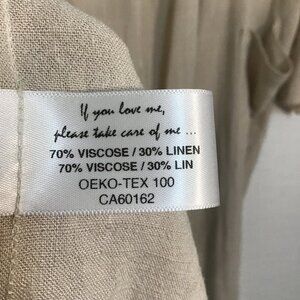 If you love me,
please take care of me ...
70% VISCOSE / 30% LINEN
70% VISCOSE / 30% LIN
OEKO-TEX 100
CA60162